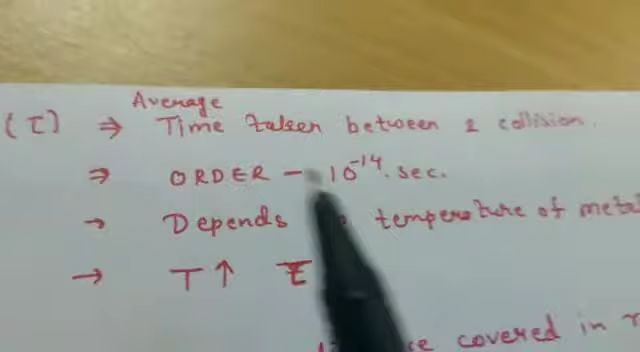 Average
(τ) ⇒ Time taken between 2 collision.
⇒ ORDER — 10⁻¹⁴. sec.
→ Depends temperature of metal
→ T↑ τ
covered in